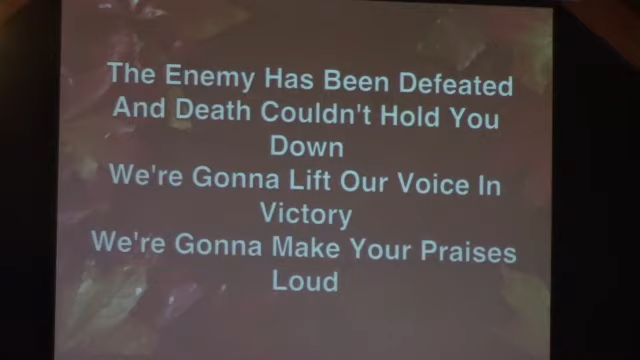 The Enemy Has Been Defeated
And Death Couldn't Hold You
Down
We're Gonna Lift Our Voice In
Victory
We're Gonna Make Your Praises
Loud